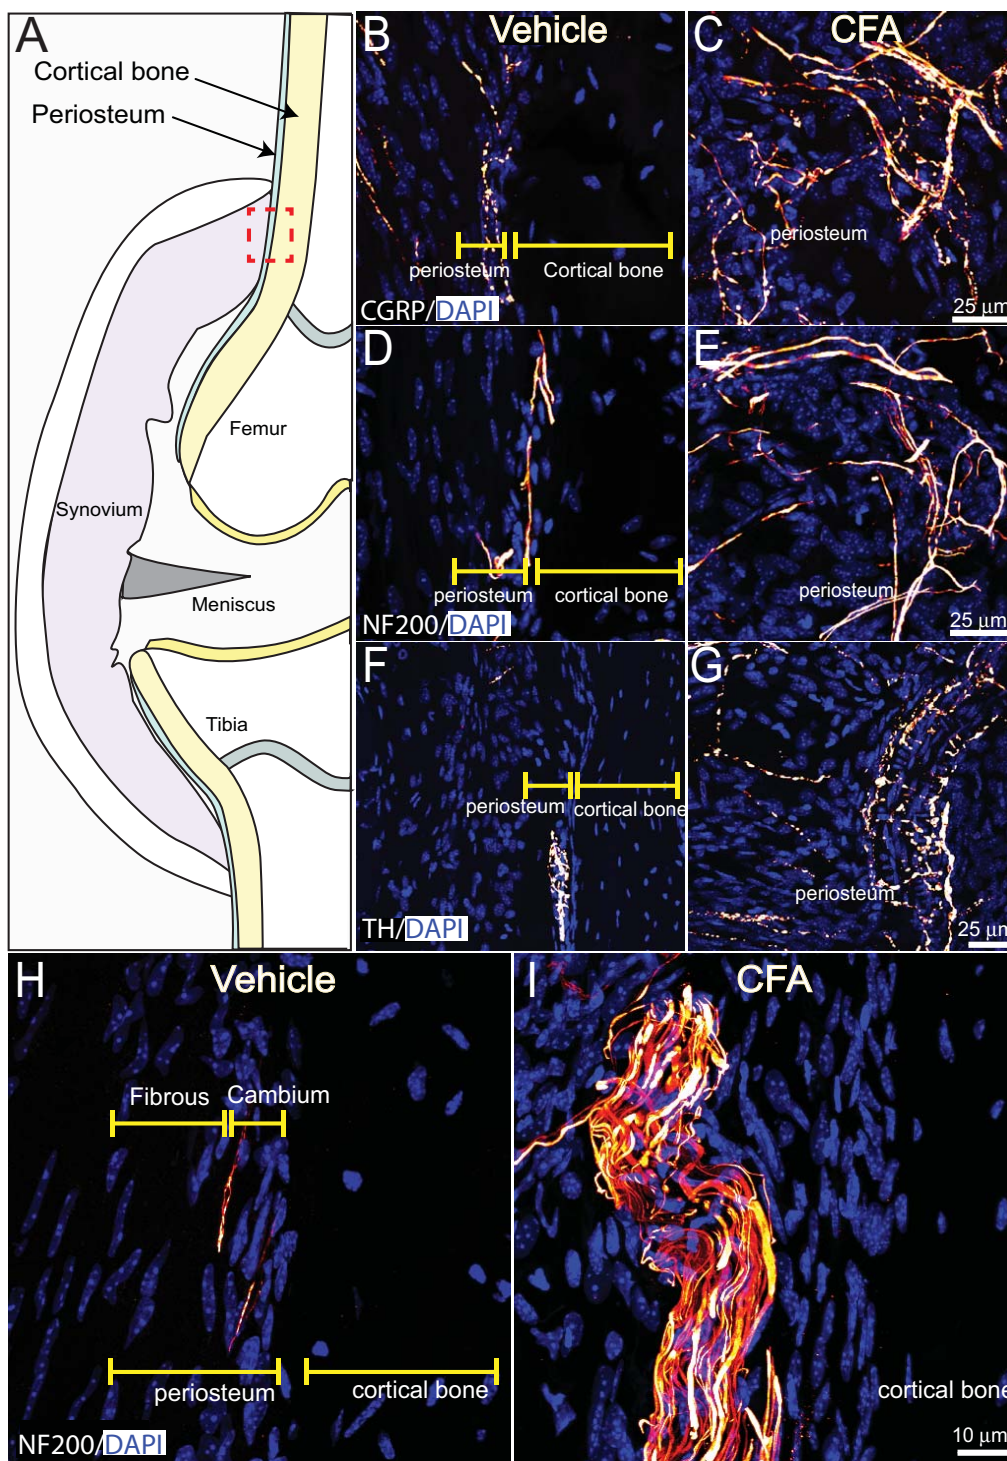 A
Cortical bone
Periosteum
Femur
Synovium
Meniscus
Tibia
B
Vehicle
periosteum
Cortical bone
CGRP/DAPI
C
CFA
periosteum
25 μm
D
periosteum
cortical bone
NF200/DAPI
E
periosteum
25 μm
F
periosteum
cortical bone
TH/DAPI
G
periosteum
25 μm
H
Vehicle
Fibrous
Cambium
periosteum
cortical bone
NF200/DAPI
I
CFA
cortical bone
10 μm